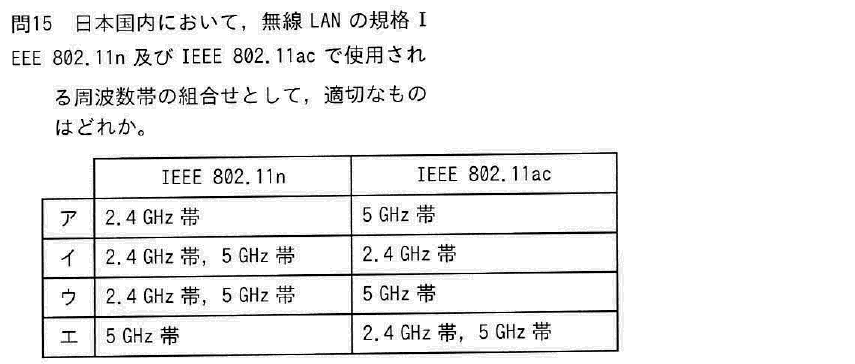 問15　日本国内において，無線 LAN の規格 I
EEE 802.11n 及び IEEE 802.11ac で使用され
る周波数帯の組合せとして，適切なもの
はどれか。
IEEE 802.11n　IEEE 802.11ac
ア　2.4 GHz 帯　5 GHz 帯
イ　2.4 GHz 帯，5 GHz 帯　2.4 GHz 帯
ウ　2.4 GHz 帯，5 GHz 帯　5 GHz 帯
エ　5 GHz 帯　2.4 GHz 帯，5 GHz 帯